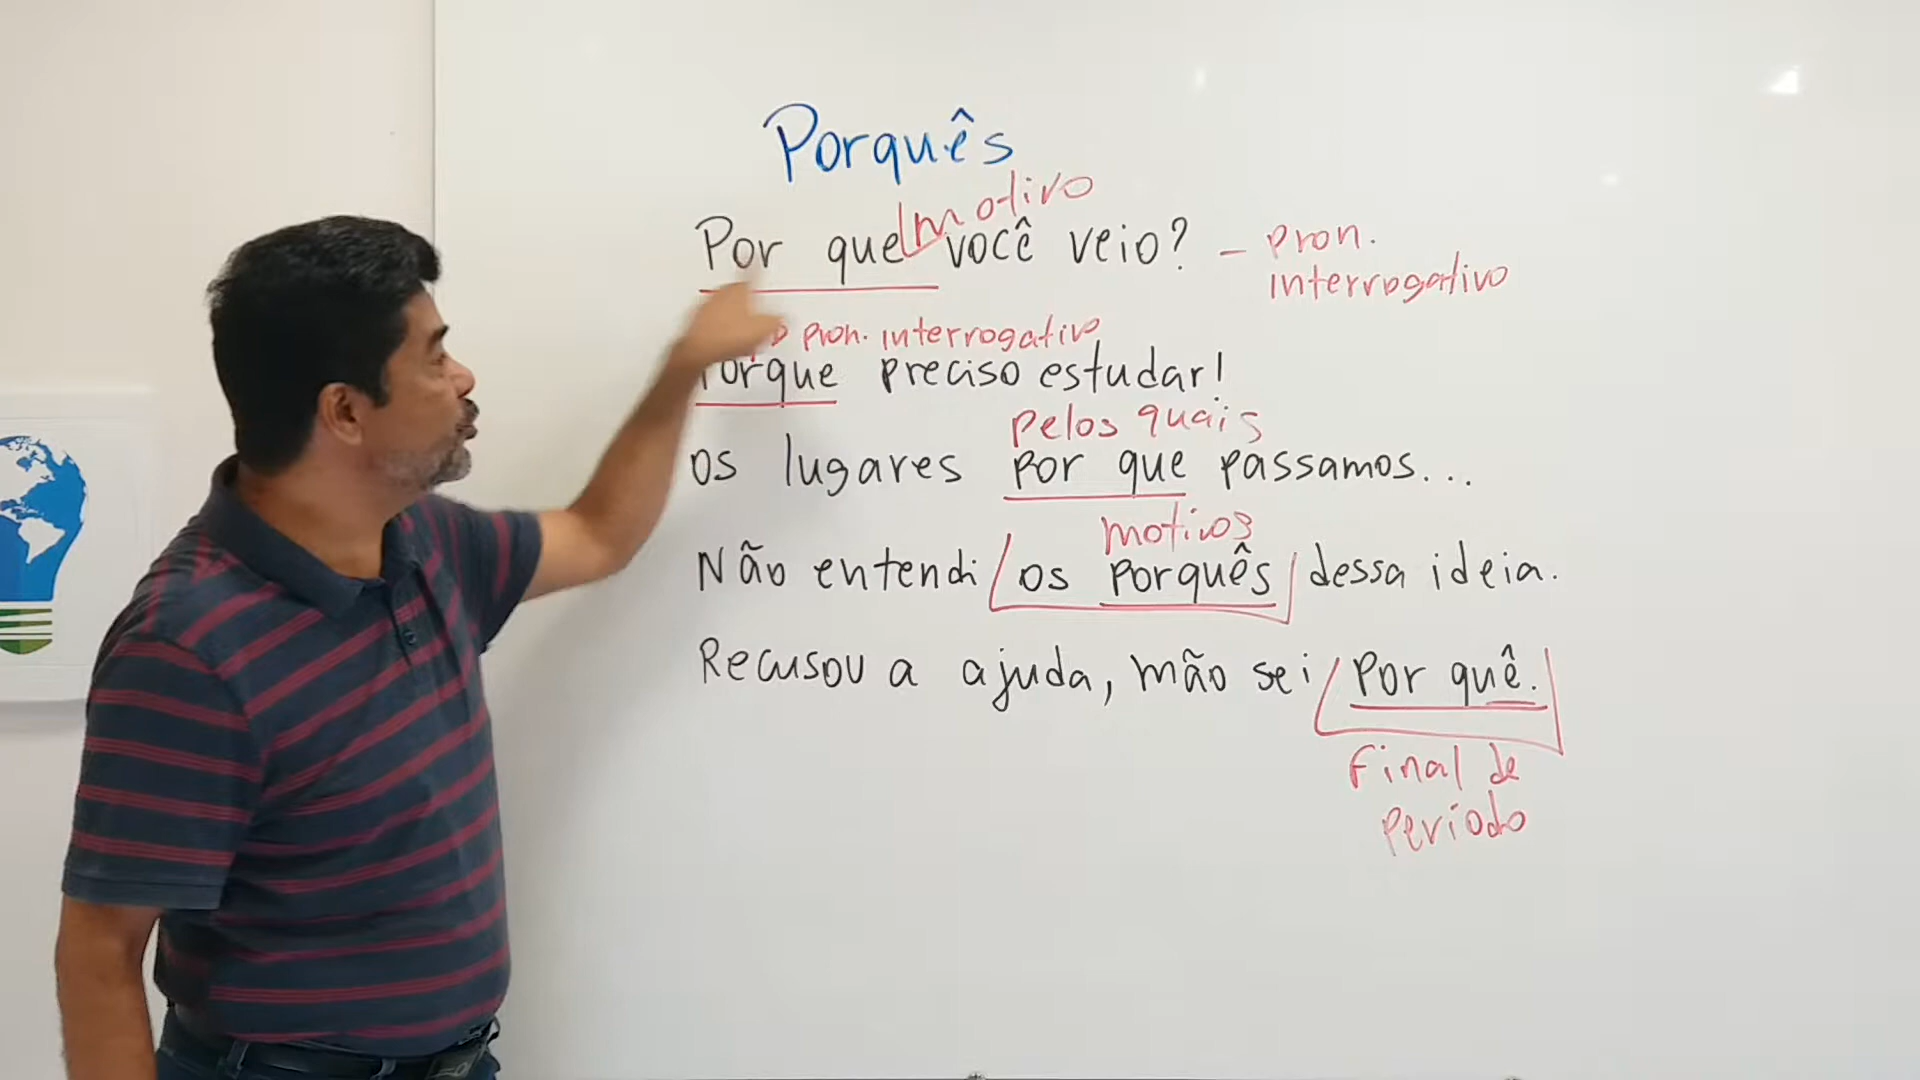 Porquês
motivo
Por que você veio? – pron.
interrogativo
pron. interrogativo
Porque preciso estudar!
pelos quais
os lugares por que passamos...
motivos
Não entendi os porquês dessa ideia.
Recusou a ajuda, não sei por quê.
Final de
período